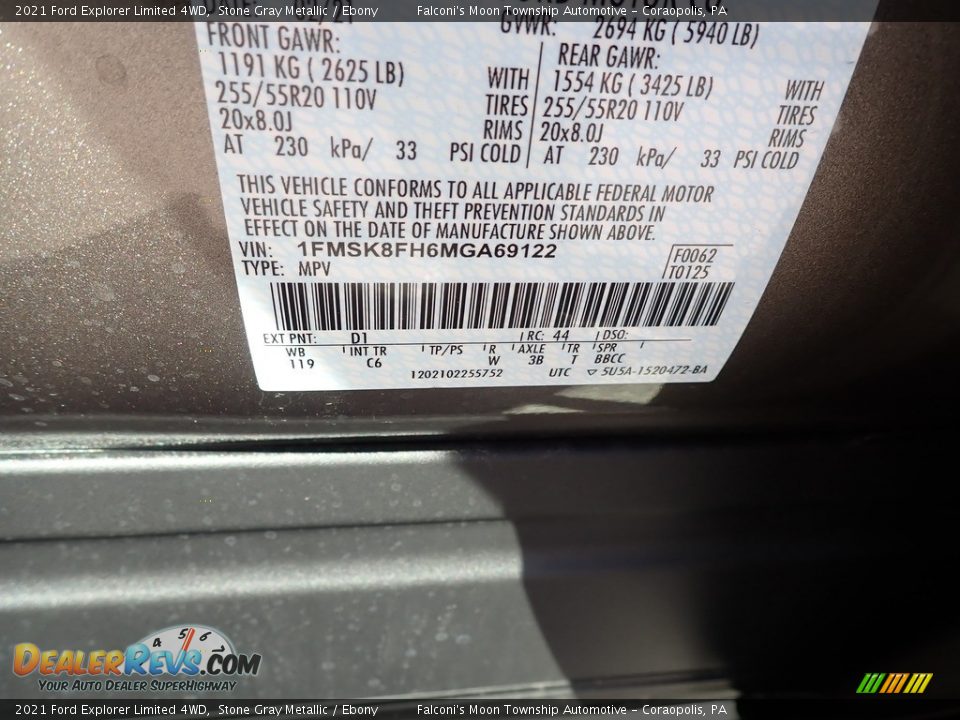 2021 Ford Explorer Limited 4WD, Stone Gray Metallic / Ebony Falconi's Moon Township Automotive - Coraopolis, PA
02/21
GVWR: 2694 KG ( 5940 LB)
FRONT GAWR: REAR GAWR:
1191 KG ( 2625 LB) WITH 1554 KG ( 3425 LB) WITH
255/55R20 110V TIRES 255/55R20 110V TIRES
20x8.0J RIMS 20x8.0J RIMS
AT 230 kPa/ 33 PSI COLD AT 230 kPa/ 33 PSI COLD
THIS VEHICLE CONFORMS TO ALL APPLICABLE FEDERAL MOTOR
VEHICLE SAFETY AND THEFT PREVENTION STANDARDS IN
EFFECT ON THE DATE OF MANUFACTURE SHOWN ABOVE.
VIN: 1FMSK8FH6MGA69122 F0062
TYPE: MPV T0125
EXT PNT: D1 RC: 44 DSO:
WB INT TR TP/PS R AXLE TR SPR
119 C6 W 3B T BBCC
1202102255752 UTC ▽ 5U5A-1520472-BA
4 5 6 7
DEALERREVS.COM
YOUR AUTO DEALER SUPERHIGHWAY
2021 Ford Explorer Limited 4WD, Stone Gray Metallic / Ebony Falconi's Moon Township Automotive - Coraopolis, PA